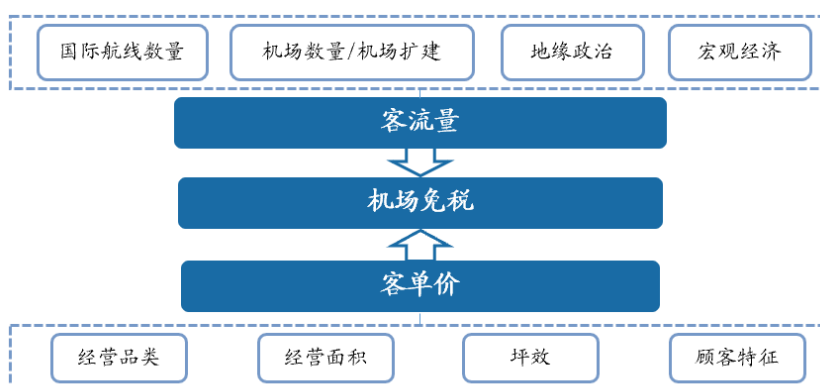 国际航线数量 机场数量/机场扩建 地缘政治 宏观经济
客流量
机场免税
客单价
经营品类 经营面积 坪效 顾客特征